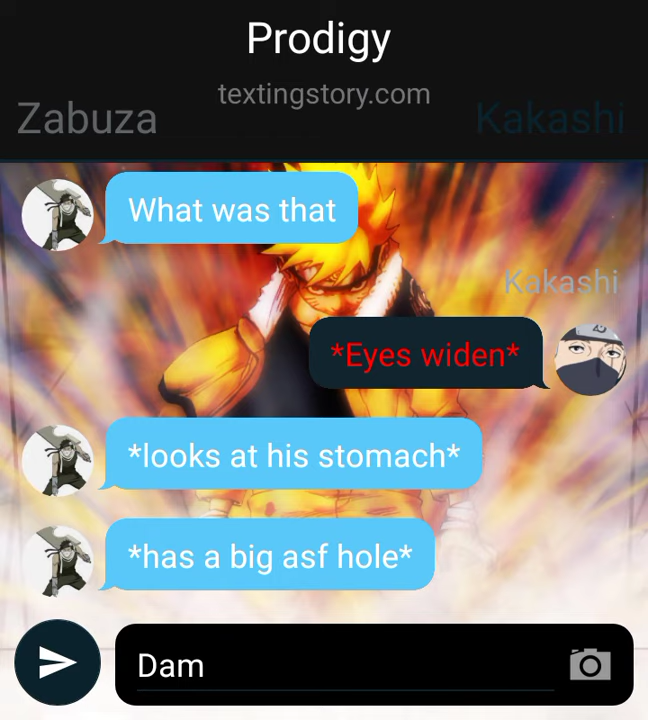 Prodigy
textingstory.com
Zabuza
Kakashi
What was that
Kakashi
*Eyes widen*
*looks at his stomach*
*has a big asf hole*
Dam